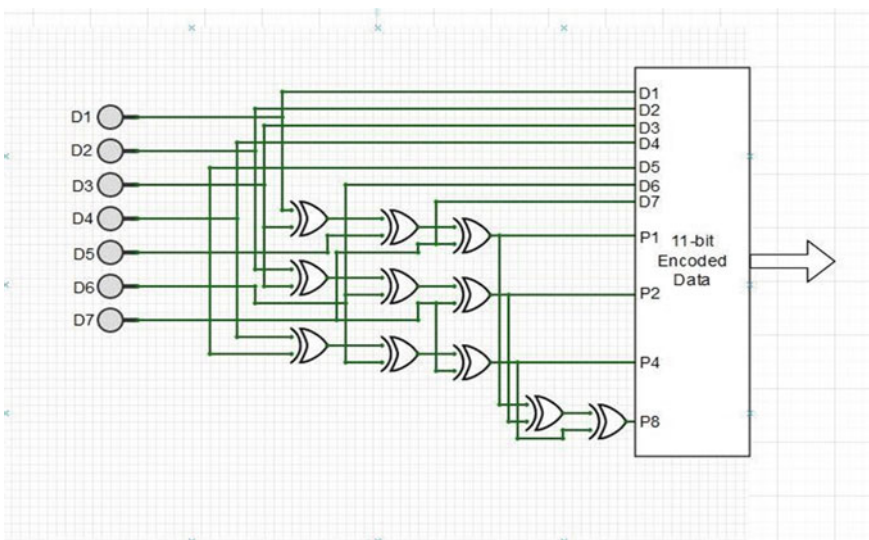 D1
D2
D3
D4
D5
D6
D7
D1
D2
D3
D4
D5
D6
D7
P1
P2
P4
P8
11-bit
Encoded
Data